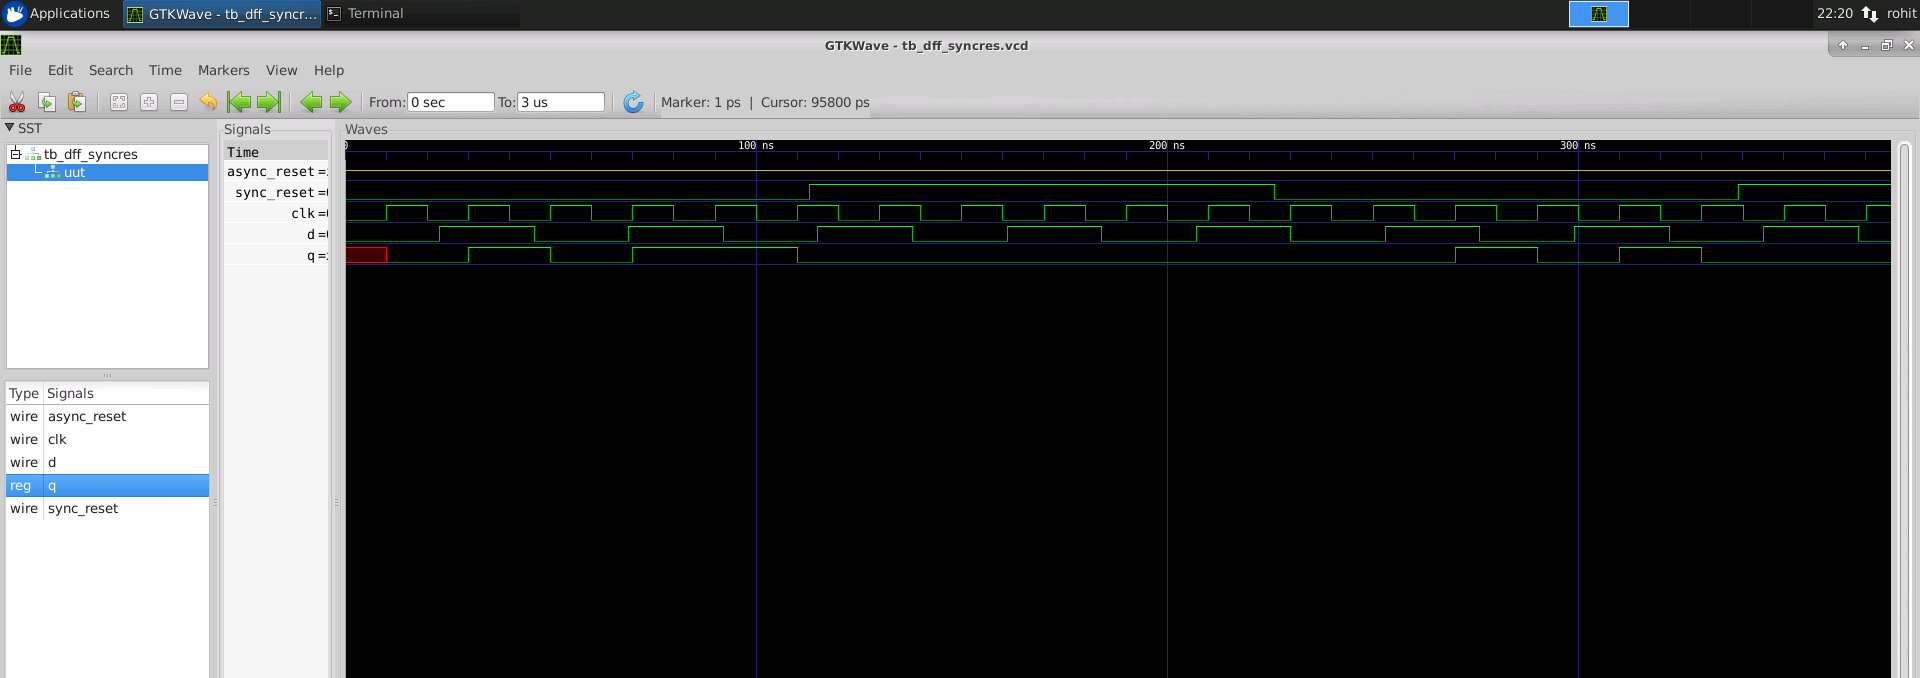 Applications GTKWave - tb_dff_syncr... Terminal 22:20 rohit
GTKWave - tb_dff_syncres.vcd
File Edit Search Time Markers View Help
From: 0 sec To: 3 us Marker: 1 ps | Cursor: 95800 ps
SST
tb_dff_syncres
uut
Type Signals
wire async_reset
wire clk
wire d
reg q
wire sync_reset
Signals
Time
async_reset =
sync_reset =
clk =
d =
q =
Waves
0 100 ns 200 ns 300 ns